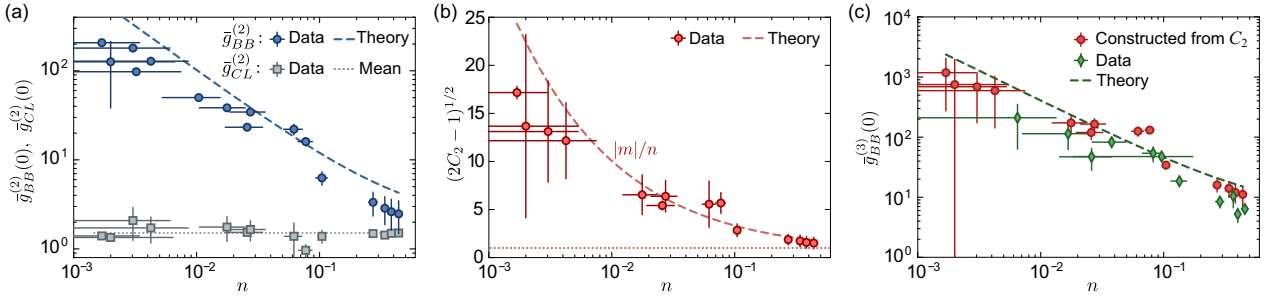 (a)
10^2
10^1
10^0
10^-3
10^-2
10^-1
n
ḡ_BB^(2)(0), ḡ_CL^(2)(0)
ḡ_BB^(2): Data Theory
ḡ_CL^(2): Data Mean
(b)
25
20
15
10
5
0
10^-3
10^-2
10^-1
10^0
n
(2C_2 − 1)^1/2
Data Theory
|m|/n
(c)
10^4
10^3
10^2
10^1
10^0
10^-3
10^-2
10^-1
n
ḡ_BB^(3)(0)
Constructed from C_2
Data
Theory